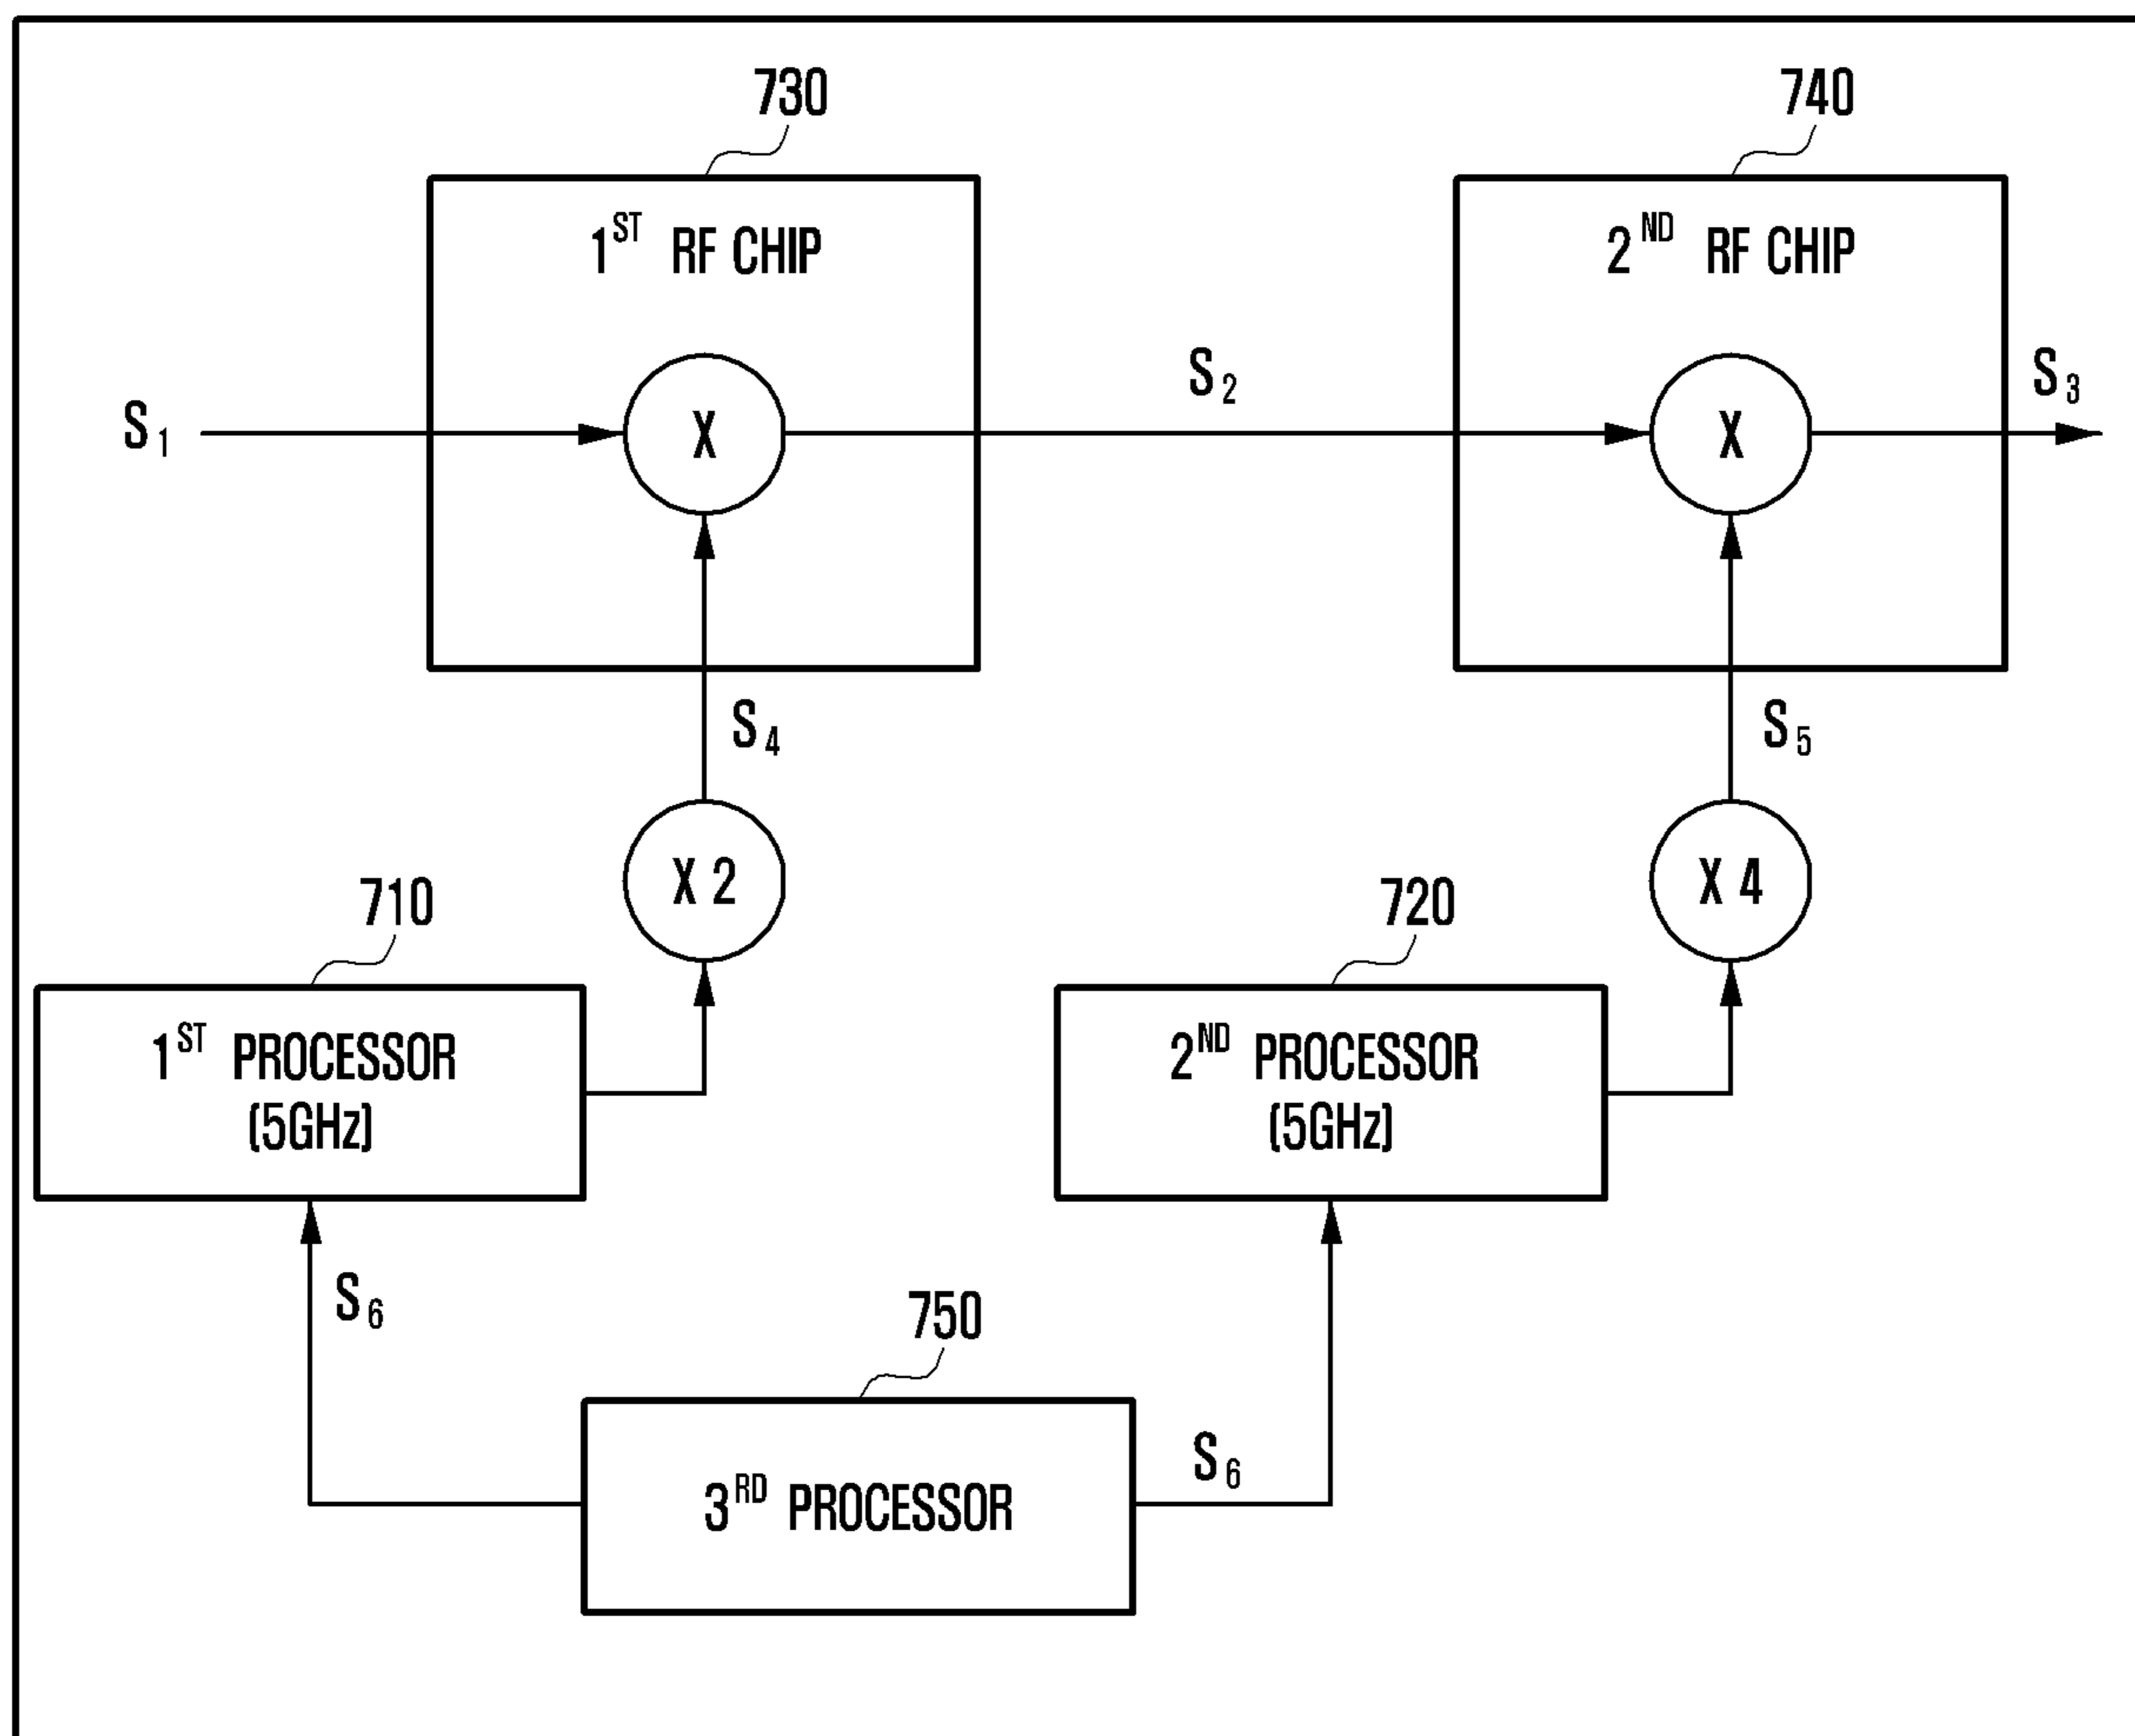 730
740
1ST RF CHIP
2ND RF CHIP
S1
X
S2
X
S3
S4
S5
X 2
X 4
710
720
1ST PROCESSOR
(5GHz)
2ND PROCESSOR
(5GHz)
S6
750
S6
3RD PROCESSOR